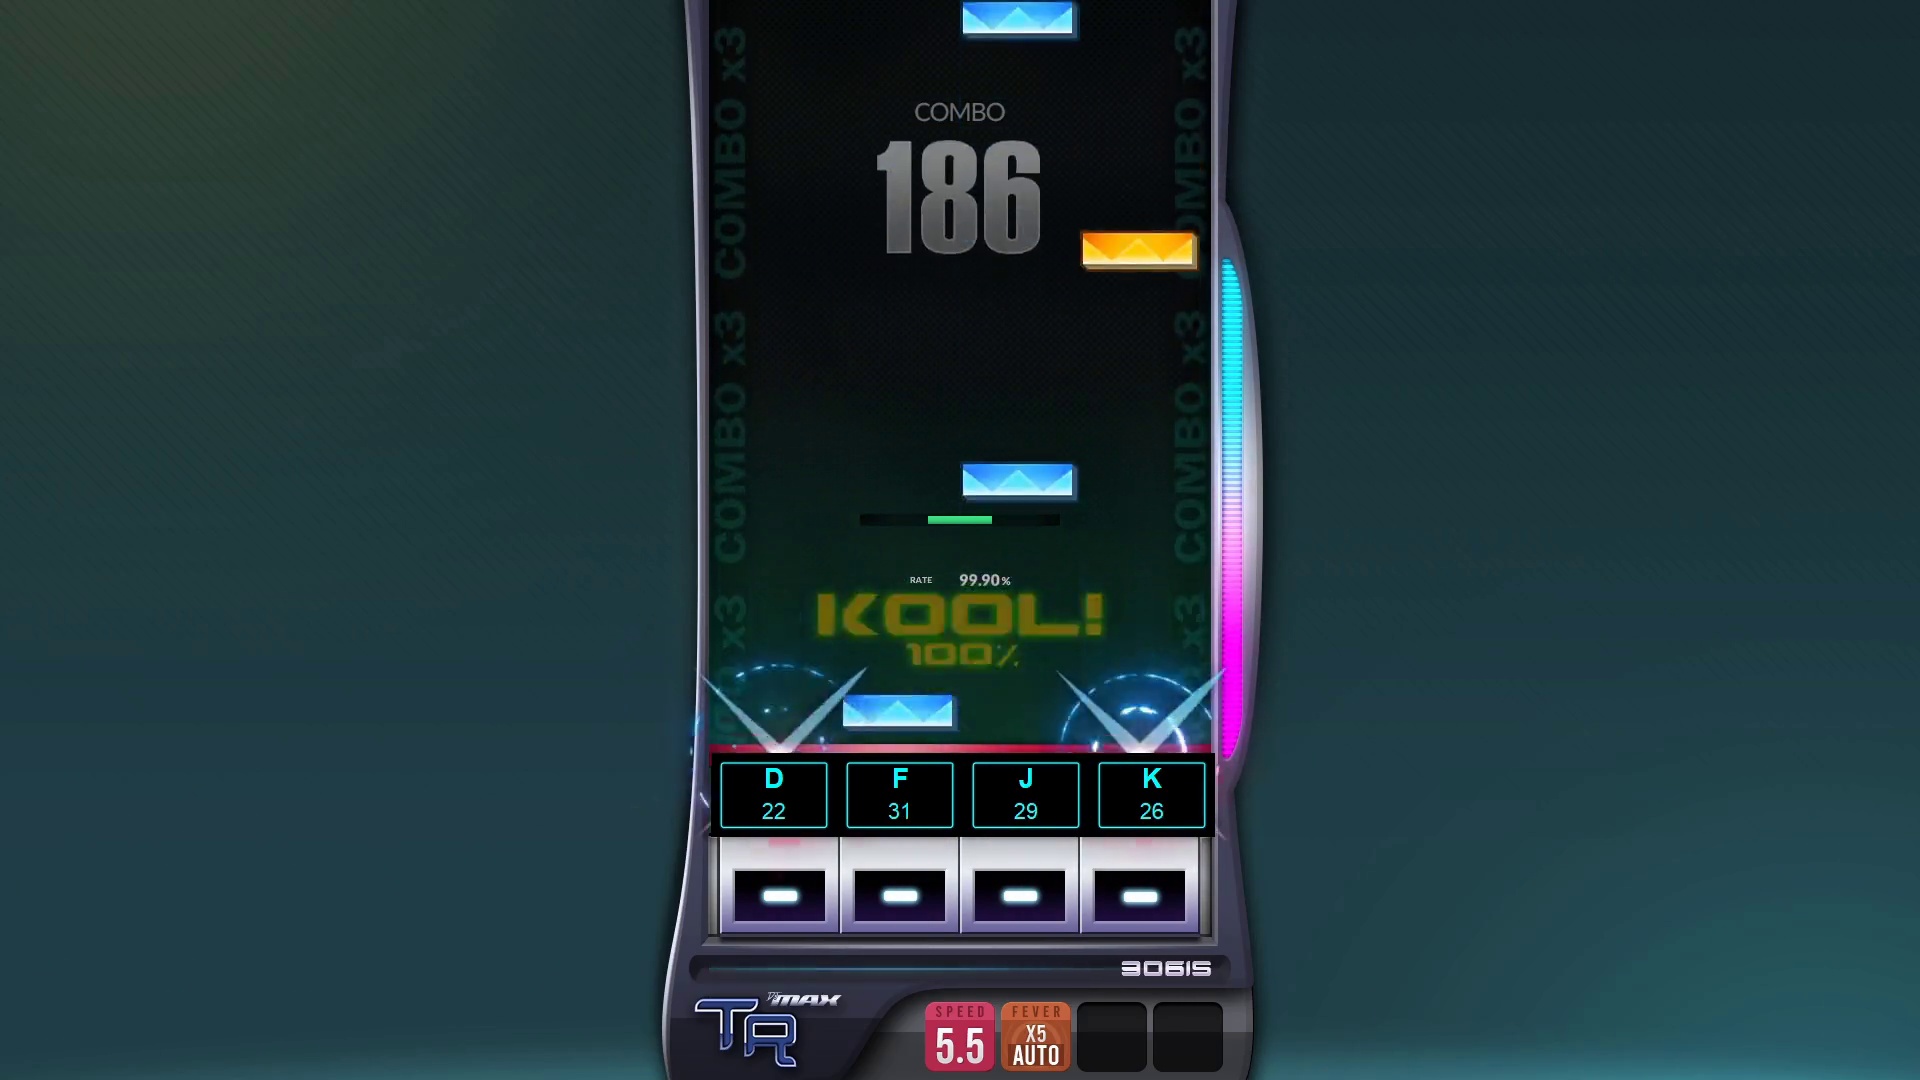 COMBO x3 COMBO x3 COMBO x3
COMBO x3 COMBO x3 COMBO x3
COMBO
186
RATE 99.90%
KOOL!
100%
D F J K
22 31 29 26
30615
DJMAX
TR
SPEED 5.5
FEVER X5 AUTO